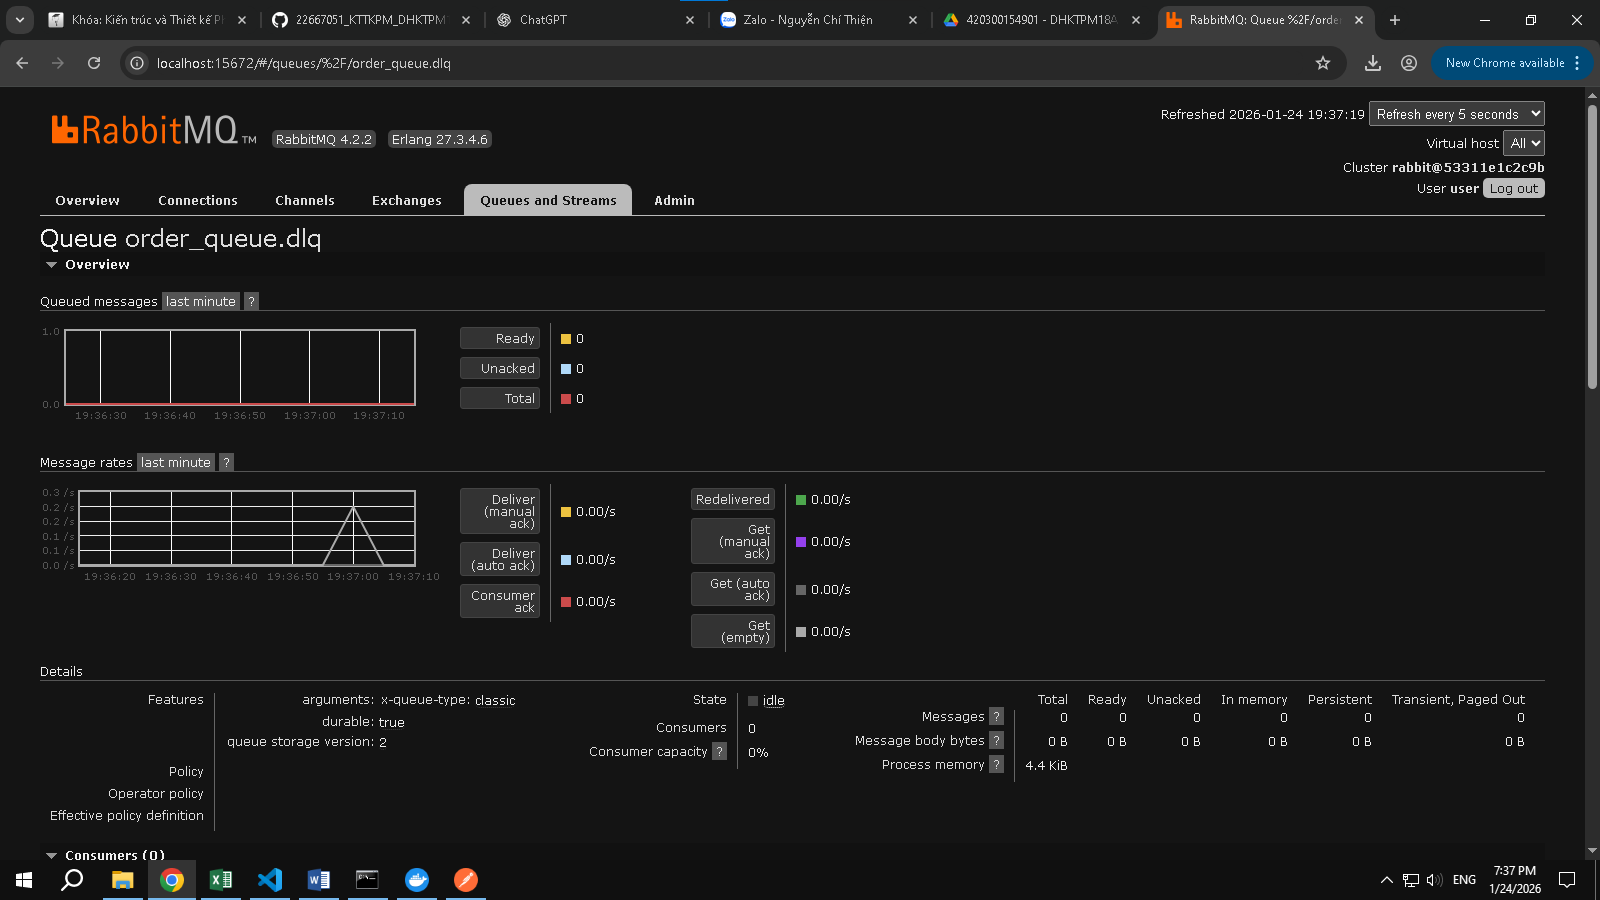 Khóa: Kiến trúc và Thiết kế P
22667051_KTTKPM_DHKTPM
ChatGPT
Zalo - Nguyễn Chí Thiện
420300154901 - DHKTPM18A
RabbitMQ: Queue %2F/order
localhost:15672/#/queues/%2F/order_queue.dlq
New Chrome available
RabbitMQ TM
RabbitMQ 4.2.2
Erlang 27.3.4.6
Refreshed 2026-01-24 19:37:19 Refresh every 5 seconds
Virtual host All
Cluster rabbit@53311e1c2c9b
User user Log out
Overview Connections Channels Exchanges Queues and Streams Admin
Queue order_queue.dlq
Overview
Queued messages last minute ?
1.0
0.0
19:36:30 19:36:40 19:36:50 19:37:00 19:37:10
Ready 0
Unacked 0
Total 0
Message rates last minute ?
0.3 /s
0.2 /s
0.2 /s
0.1 /s
0.1 /s
0.0 /s
19:36:20 19:36:30 19:36:40 19:36:50 19:37:00 19:37:10
Deliver (manual ack) 0.00/s
Deliver (auto ack) 0.00/s
Consumer ack 0.00/s
Redelivered 0.00/s
Get (manual ack) 0.00/s
Get (auto ack) 0.00/s
Get (empty) 0.00/s
Details
Features
arguments: x-queue-type: classic
durable: true
queue storage version: 2
Policy
Operator policy
Effective policy definition
State idle
Consumers 0
Consumer capacity ? 0%
Total Ready Unacked In memory Persistent Transient, Paged Out
Messages ? 0 0 0 0 0 0
Message body bytes ? 0 B 0 B 0 B 0 B 0 B 0 B
Process memory ? 4.4 KiB
Consumers (0)
ENG
7:37 PM
1/24/2026